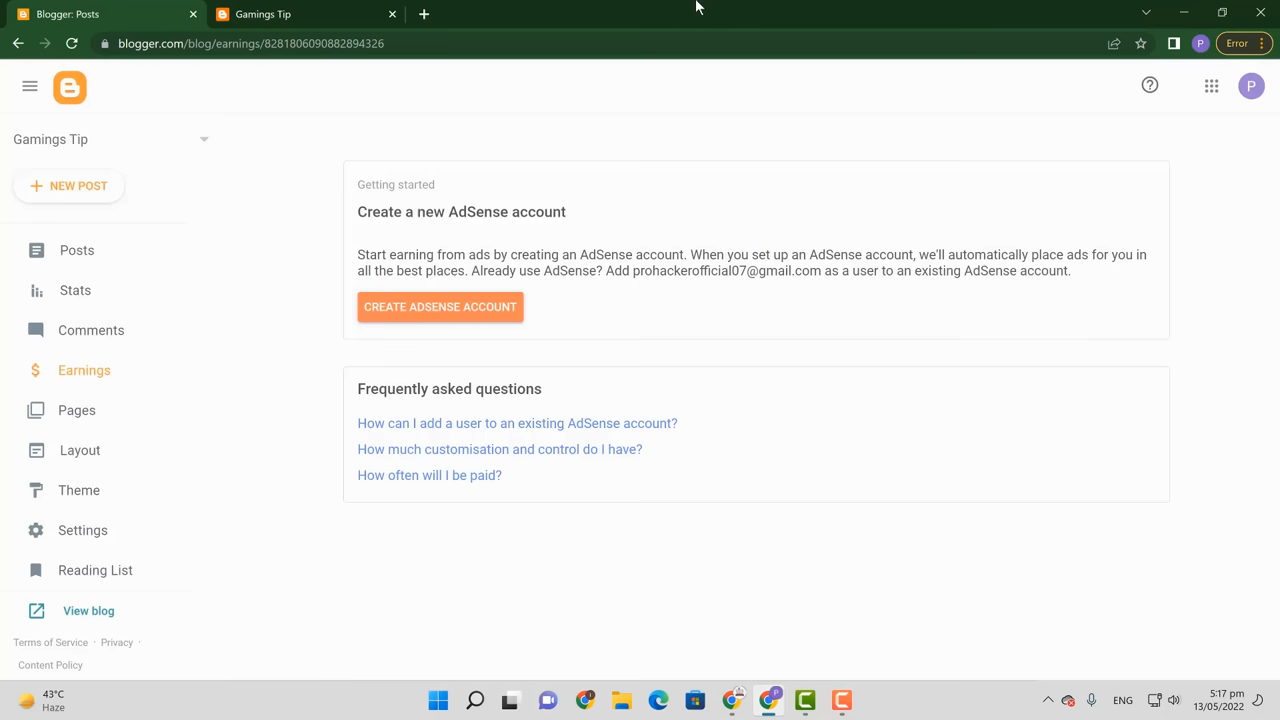 Blogger: Posts
Gamings Tip
blogger.com/blog/earnings/8281806090882894326
P
Error
P
Gamings Tip
NEW POST
Posts
Stats
Comments
Earnings
Pages
Layout
Theme
Settings
Reading List
View blog
Terms of Service · Privacy ·
Content Policy
Getting started
Create a new AdSense account
Start earning from ads by creating an AdSense account. When you set up an AdSense account, we'll automatically place ads for you in
all the best places. Already use AdSense? Add prohackerofficial07@gmail.com as a user to an existing AdSense account.
CREATE ADSENSE ACCOUNT
Frequently asked questions
How can I add a user to an existing AdSense account?
How much customisation and control do I have?
How often will I be paid?
43°C
Haze
ENG
5:17 pm
13/05/2022